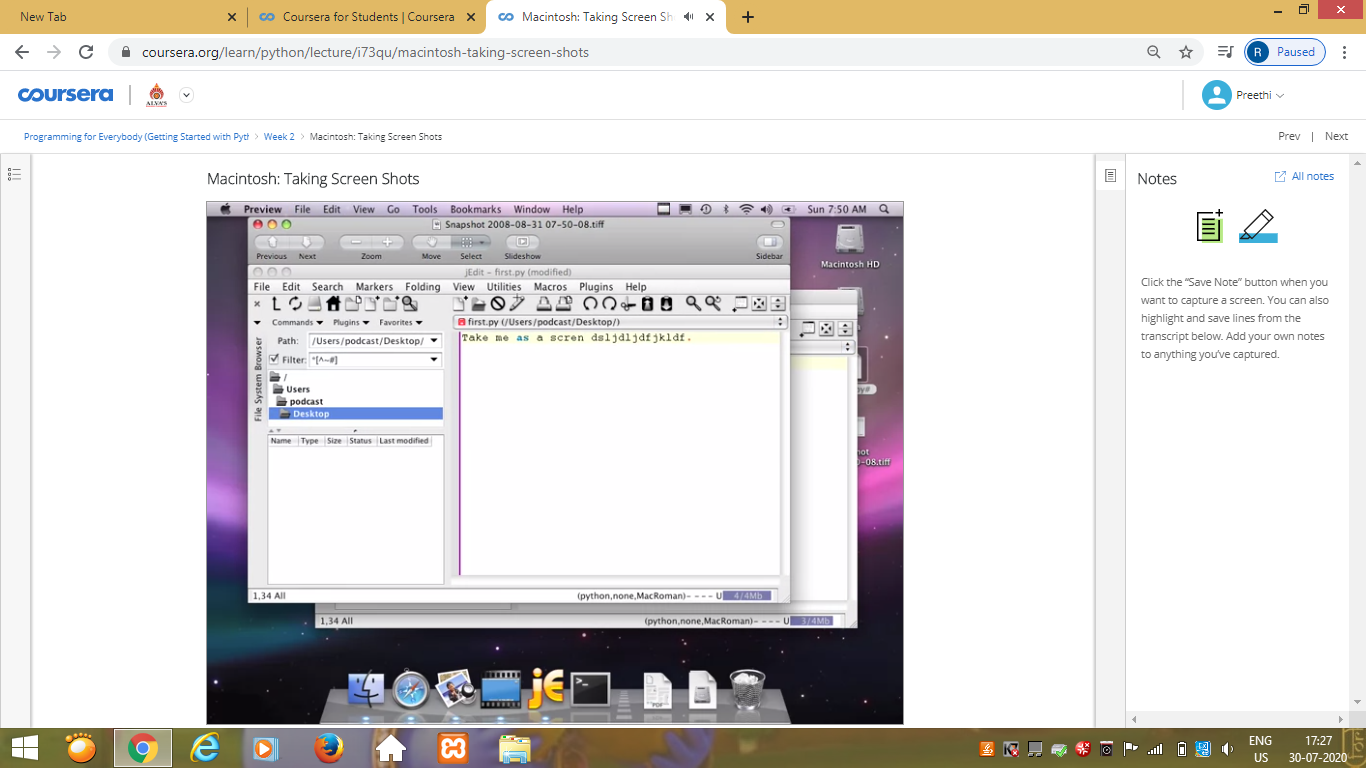 New Tab
Coursera for Students | Coursera
Macintosh: Taking Screen Sh
coursera.org/learn/python/lecture/i73qu/macintosh-taking-screen-shots
R Paused
coursera
ALVA'S
Preethi
Programming for Everybody (Getting Started with Pyth > Week 2 > Macintosh: Taking Screen Shots
Prev | Next
Macintosh: Taking Screen Shots
Preview File Edit View Go Tools Bookmarks Window Help Sun 7:50 AM
Snapshot 2008-08-31 07-50-08.tiff
Previous Next Zoom Move Select Slideshow Sidebar
Macintosh HD
jEdit - first.py (modified)
File Edit Search Markers Folding View Utilities Macros Plugins Help
Commands Plugins Favorites
first.py (/Users/podcast/Desktop/)
File System Browser
Path: /Users/podcast/Desktop/
Filter: *[^~#]
/
Users
podcast
Desktop
Name Type Size Status Last modified
Take me as a scren dsljdljdfjkldf.
-08.tiff
1,34 All (python,none,MacRoman)- - - - U 4/4Mb
1,34 All (python,none,MacRoman)- - - - U 3/4Mb
jE
PDF
Notes
All notes
Click the “Save Note” button when you
want to capture a screen. You can also
highlight and save lines from the
transcript below. Add your own notes
to anything you’ve captured.
ENG
US
17:27
30-07-2020